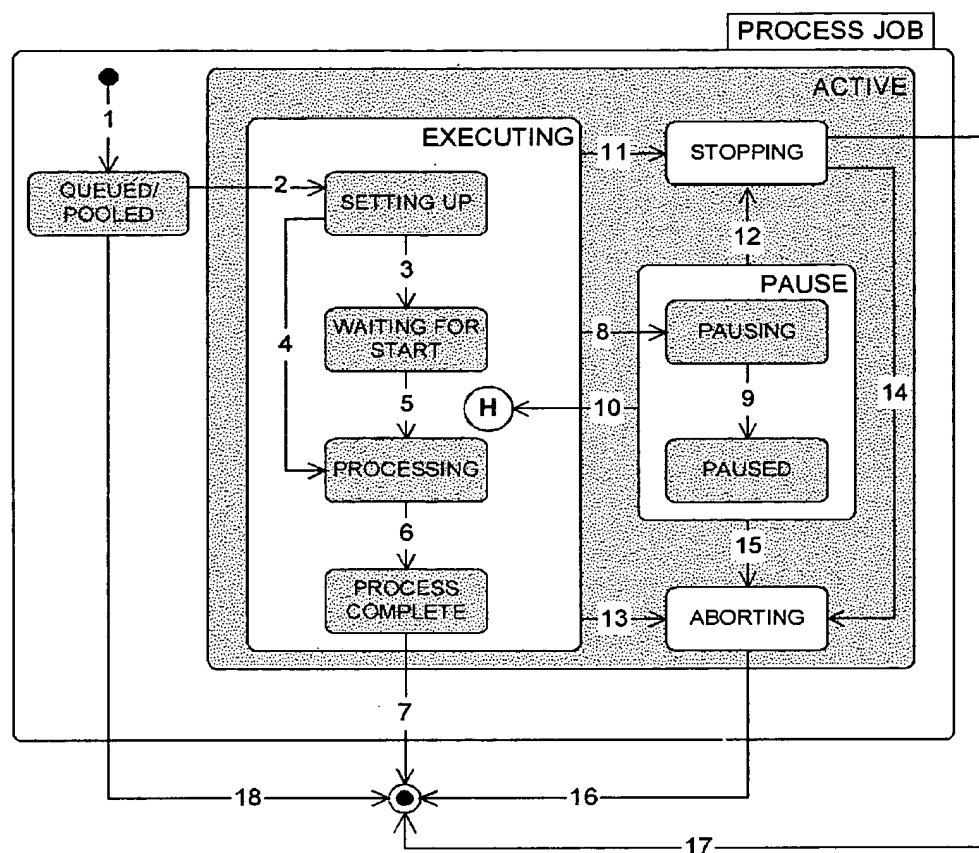 PROCESS JOB
ACTIVE
EXECUTING
1
QUEUED/
POOLED
2
SETTING UP
11
STOPPING
12
3
4
WAITING FOR
START
PAUSE
8
PAUSING
5
H
10
9
14
PROCESSING
PAUSED
6
15
PROCESS
COMPLETE
13
ABORTING
7
18
16
17